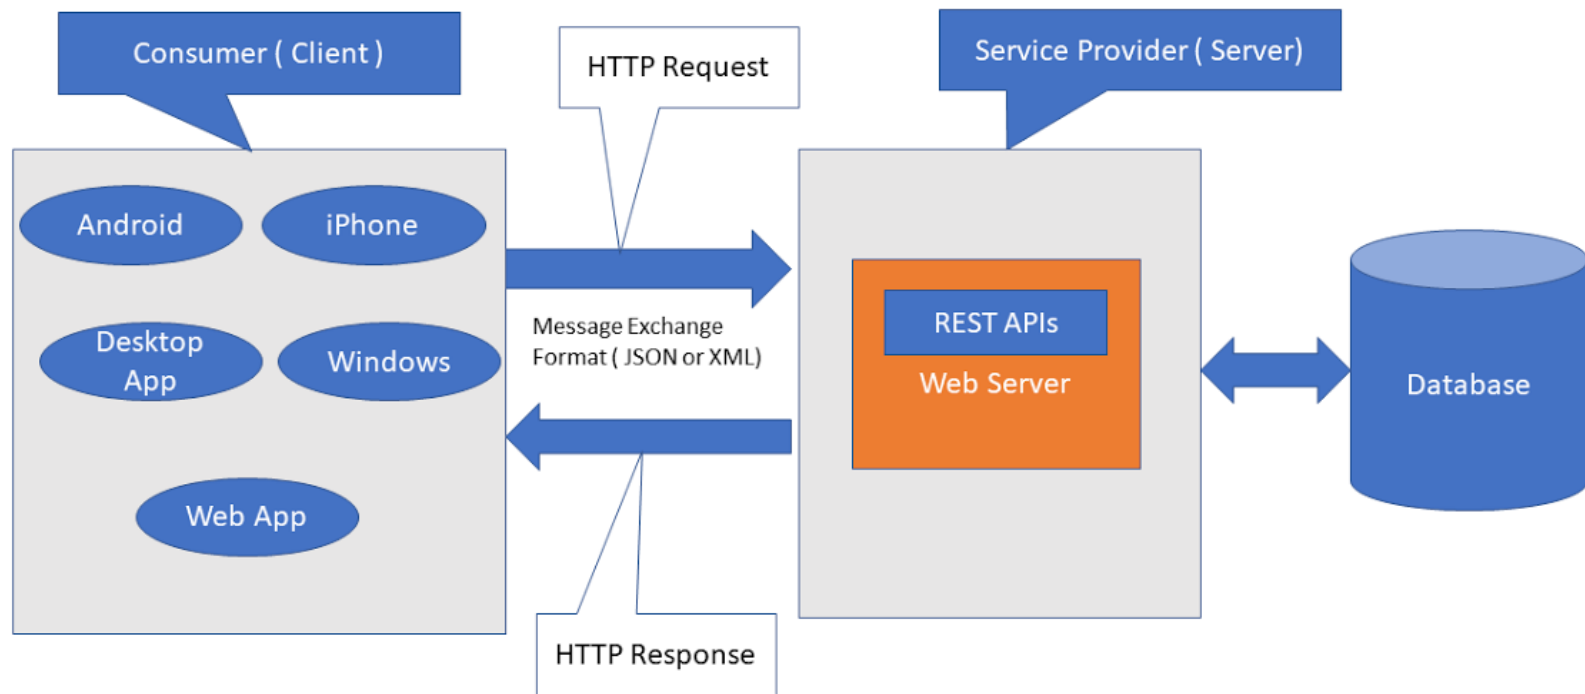 Consumer ( Client )
HTTP Request
Service Provider ( Server)
Android
iPhone
Desktop
App
Windows
Web App
Message Exchange
Format ( JSON or XML)
REST APIs
Web Server
Database
HTTP Response